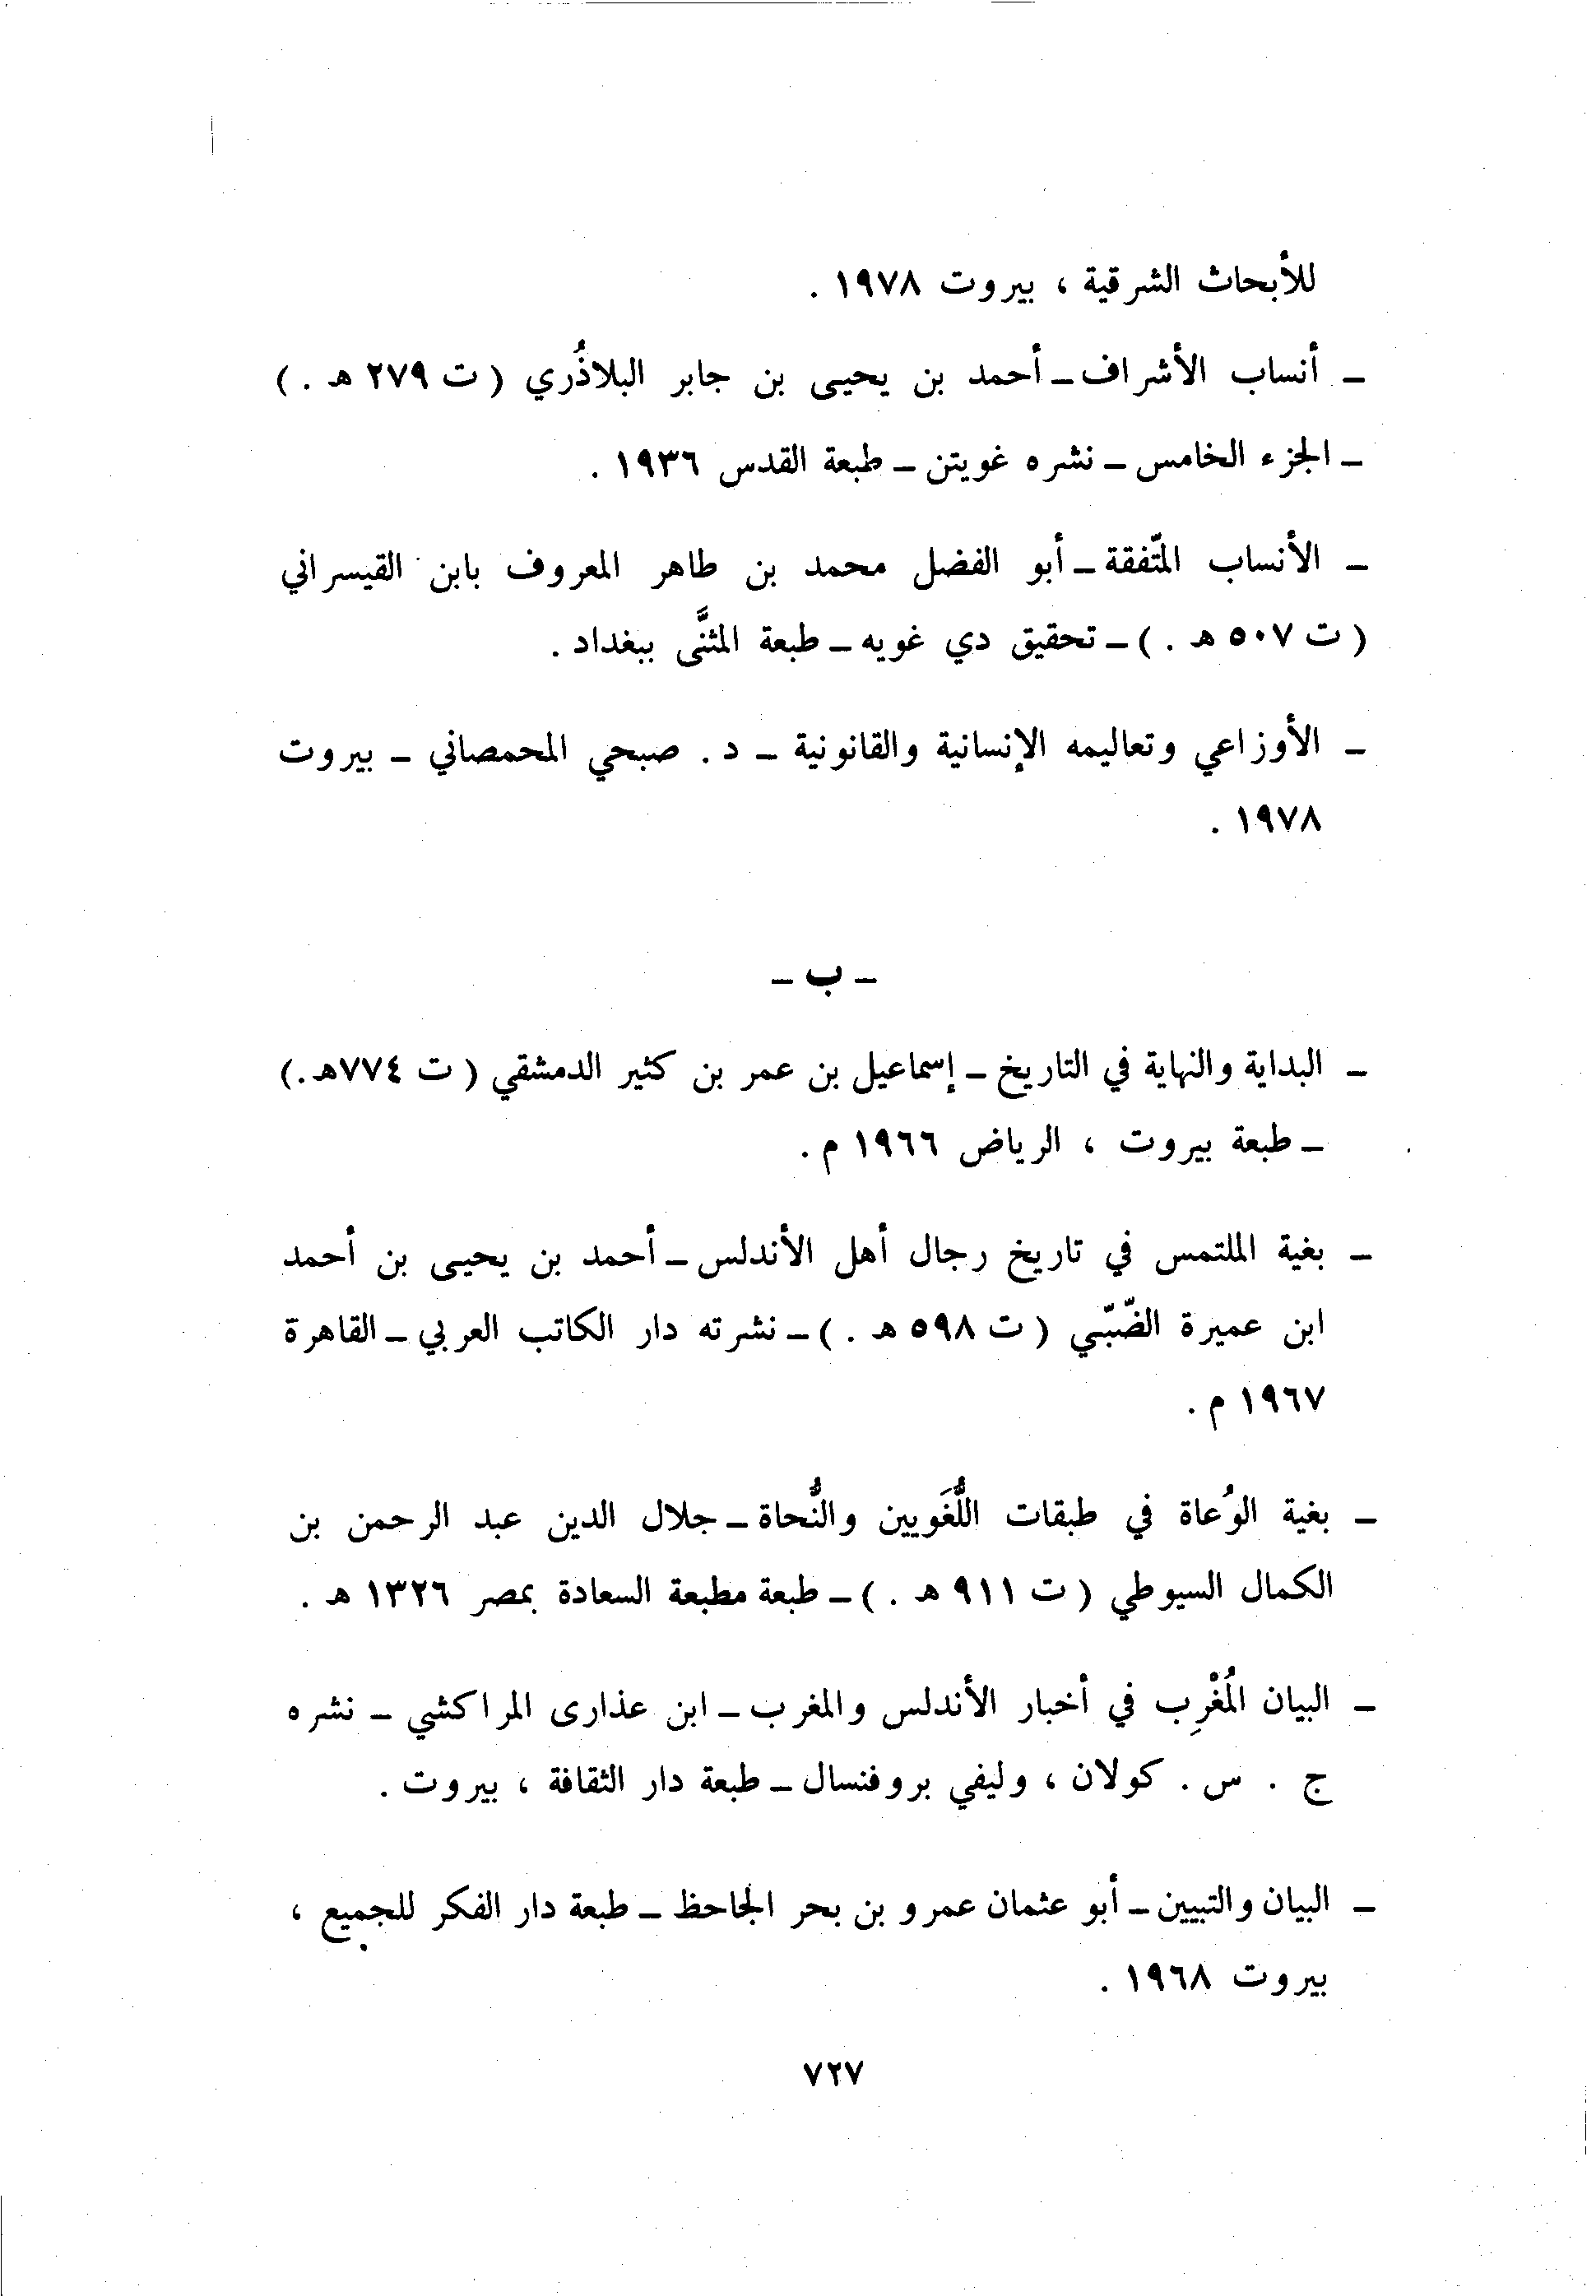 للأبحاث الشرقية ، بيروت ١٩٧٨ .
ـ أنساب الأشراف ـ أحمد بن يحيى بن جابر البلاذُري ( ت ٢٧٩ هـ . )
ـ الجزء الخامس ـ نشره غويتن ـ طبعة القدس ١٩٣٦ .
ـ الأنساب المتّفقة ـ أبو الفضل محمد بن طاهر المعروف بابن القيسراني
( ت ٥٠٧ هـ . ) ـ تحقيق دي غويه ـ طبعة المثنَّى ببغداد .
ـ الأوزاعي وتعاليمه الإنسانية والقانونية ـ د . صبحي المحمصاني ـ بيروت
١٩٧٨ .
ـ ب ـ
ـ البداية والنهاية في التاريخ ـ إسماعيل بن عمر بن كثير الدمشقي ( ت ٧٧٤هـ . )
ـ طبعة بيروت ، الرياض ١٩٦٦ م .
ـ بغية الملتمس في تاريخ رجال أهل الأندلس ـ أحمد بن يحيى بن أحمد
ابن عميرة الضّبّي ( ت ٥٩٨ هـ . ) ـ نشرته دار الكاتب العربي ـ القاهرة
١٩٦٧ م .
ـ بغية الوُعاة في طبقات اللُّغَويين والنُّحاة ـ جلال الدين عبد الرحمن بن
الكمال السيوطي ( ت ٩١١ هـ . ) ـ طبعة مطبعة السعادة بمصر ١٣٢٦ هـ .
ـ البيان المُغْرِب في أخبار الأندلس والمغرب ـ ابن عذارى المراكشي ـ نشره
ج . س . كولان ، وليفي بروفنسال ـ طبعة دار الثقافة ، بيروت .
ـ البيان والتبيين ـ أبو عثمان عمرو بن بحر الجاحظ ـ طبعة دار الفكر للجميع ،
بيروت ١٩٦٨ .
٧٢٧